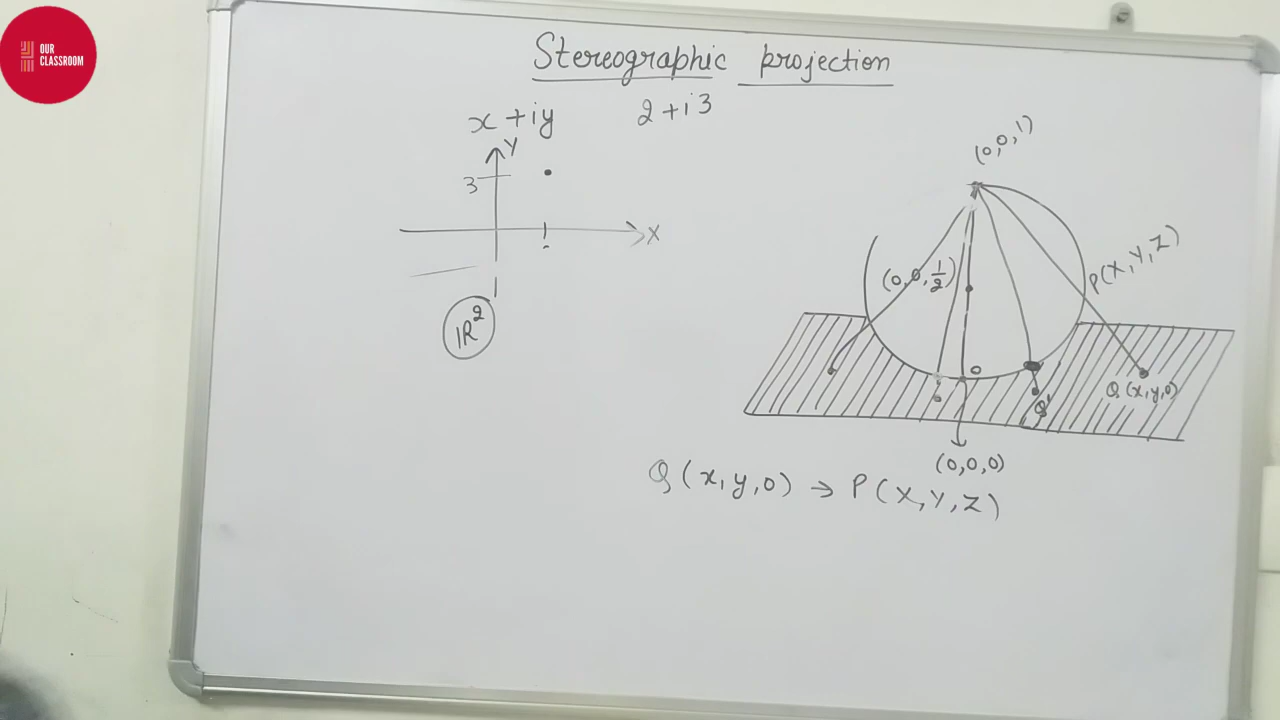 OUR
CLASSROOM
Stereographic projection
x + iy
2 + i3
Y
3
X
IR²
(0,0,1)
(0,0,1/2)
P(X,Y,Z)
O
Q(x,y,0)
Q'
(0,0,0)
Q(x,y,0) → P(X,Y,Z)